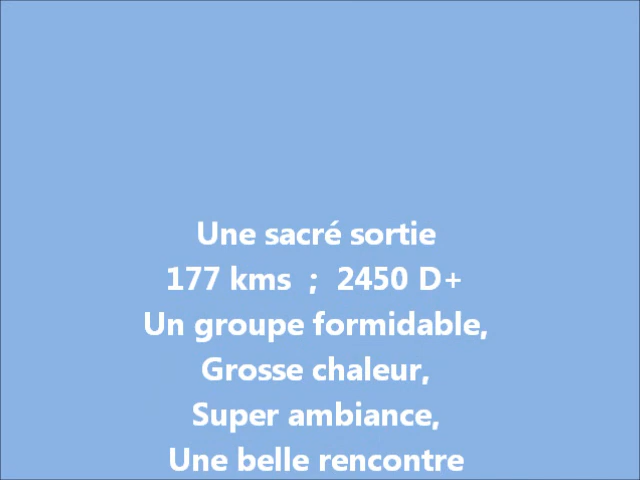 Une sacré sortie
177 kms ; 2450 D+
Un groupe formidable,
Grosse chaleur,
Super ambiance,
Une belle rencontre